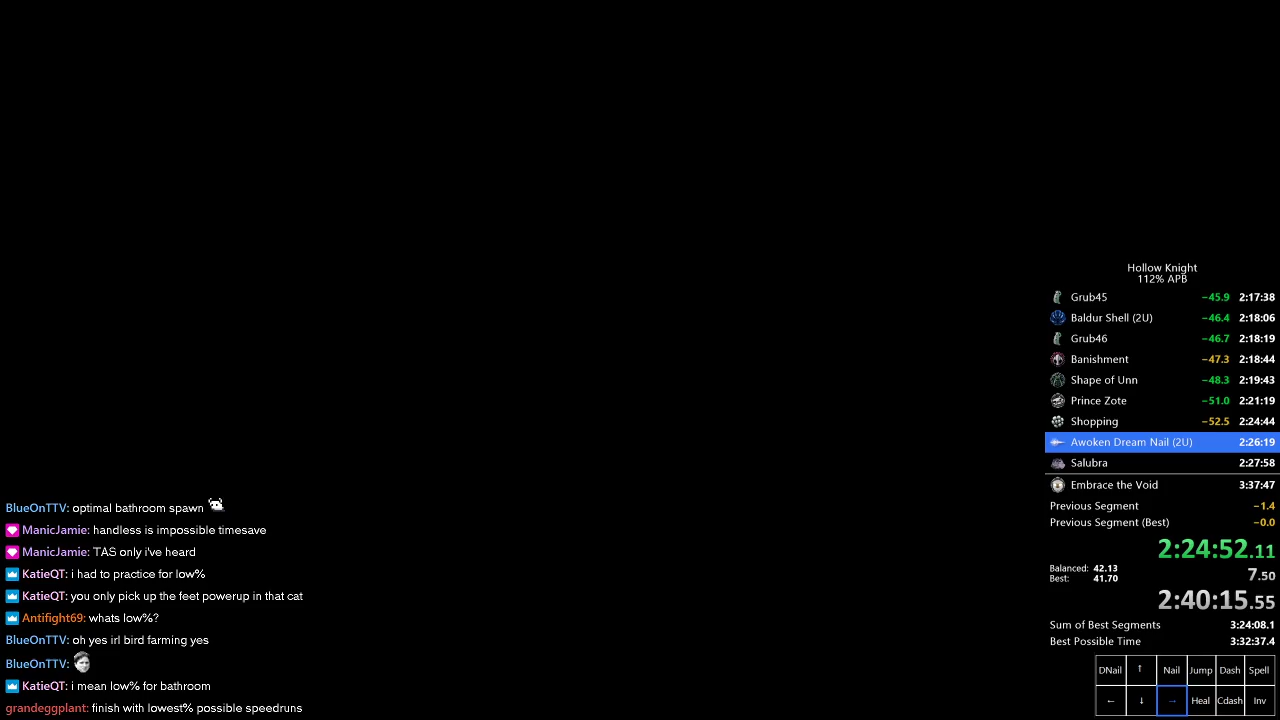 Hollow Knight
112% APB
Grub45 −45.9 2:17:38
Baldur Shell (2U) −46.4 2:18:06
Grub46 −46.7 2:18:19
Banishment −47.3 2:18:44
Shape of Unn −48.3 2:19:43
Prince Zote −51.0 2:21:19
Shopping −52.5 2:24:44
Awoken Dream Nail (2U) 2:26:19
Salubra 2:27:58
Embrace the Void 3:37:47
Previous Segment −1.4
Previous Segment (Best) −0.0
2:24:52.11
Balanced: 42.13 7.50
Best: 41.70
2:40:15.55
Sum of Best Segments 3:24:08.1
Best Possible Time 3:32:37.4
DNail ↑ Nail Jump Dash Spell
← ↓ → Heal Cdash Inv
BlueOnTTV: optimal bathroom spawn
ManicJamie: handless is impossible timesave
ManicJamie: TAS only i've heard
KatieQT: i had to practice for low%
KatieQT: you only pick up the feet powerup in that cat
Antifight69: whats low%?
BlueOnTTV: oh yes irl bird farming yes
BlueOnTTV:
KatieQT: i mean low% for bathroom
grandeggplant: finish with lowest% possible speedruns